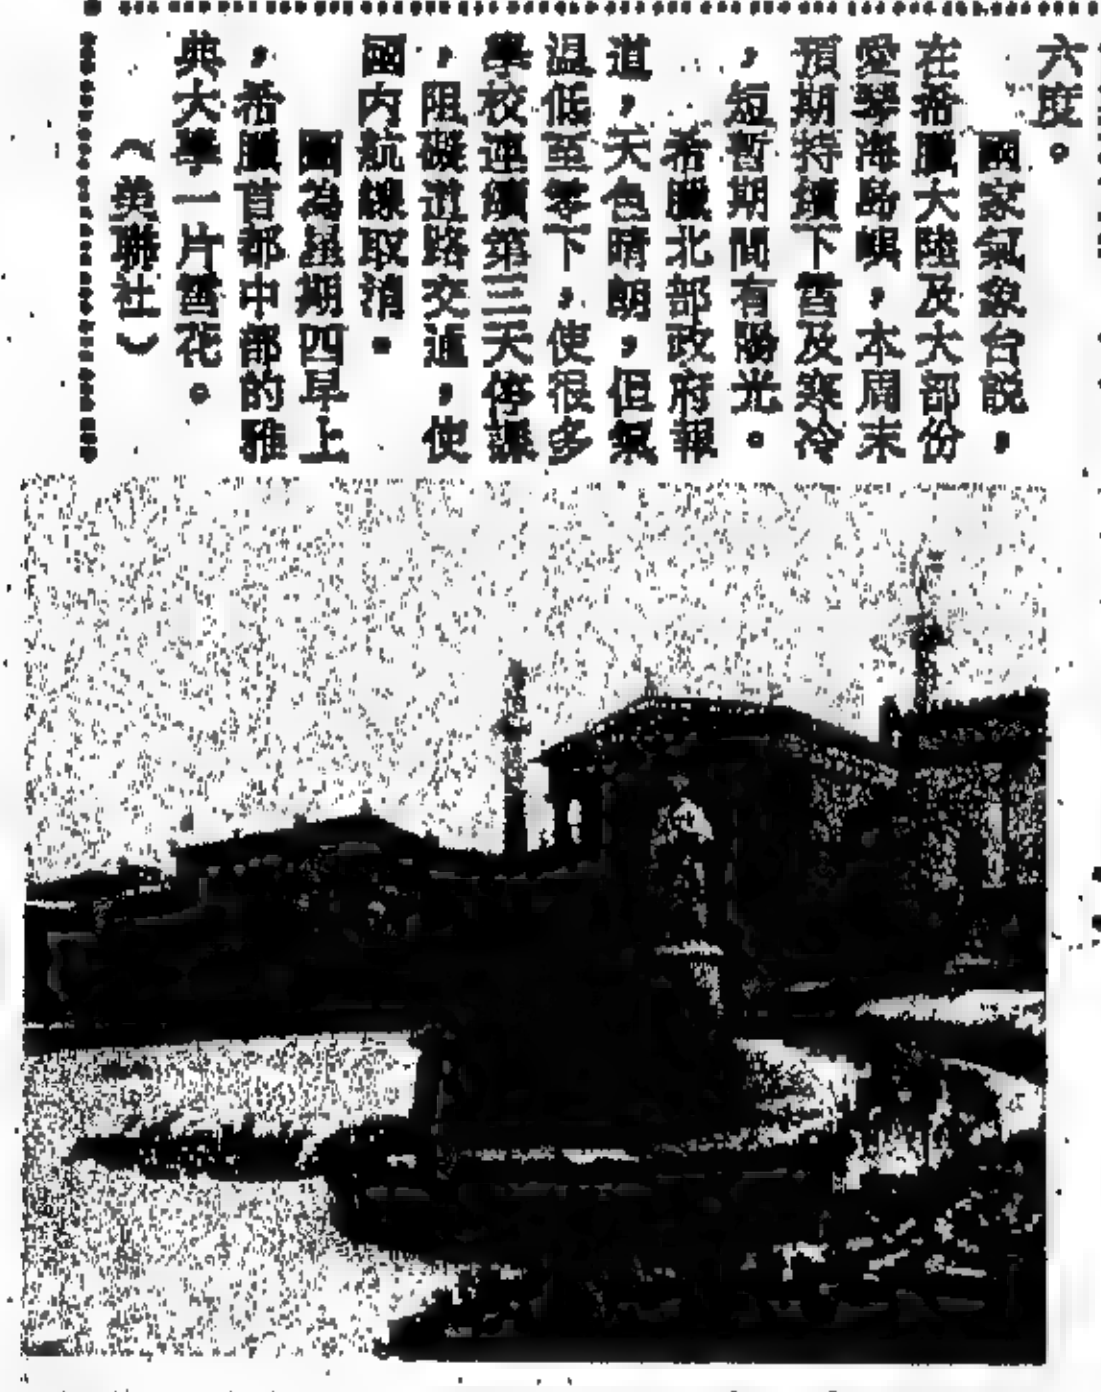 六度。
國家氣象台説，
在希臘大陸及大部份
愛琴海島嶼，本周末
預期持續下雪及寒冷
，短暫期間有陽光。
希臘北部政府報
道，天色晴朗，但氣
温低至零下，使很多
學校連續第三天停課
，阻礙道路交通，使
國內航線取消。
圖為星期四早上
，希臘首都中部的雅
典大學一片雪花。
（美聯社）